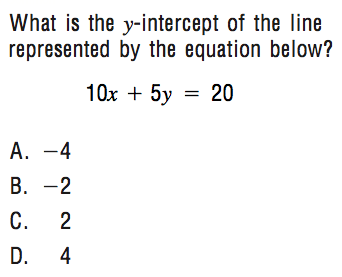 What is the y-intercept of the line
represented by the equation below?
10x + 5y = 20
A. −4
B. −2
C. 2
D. 4